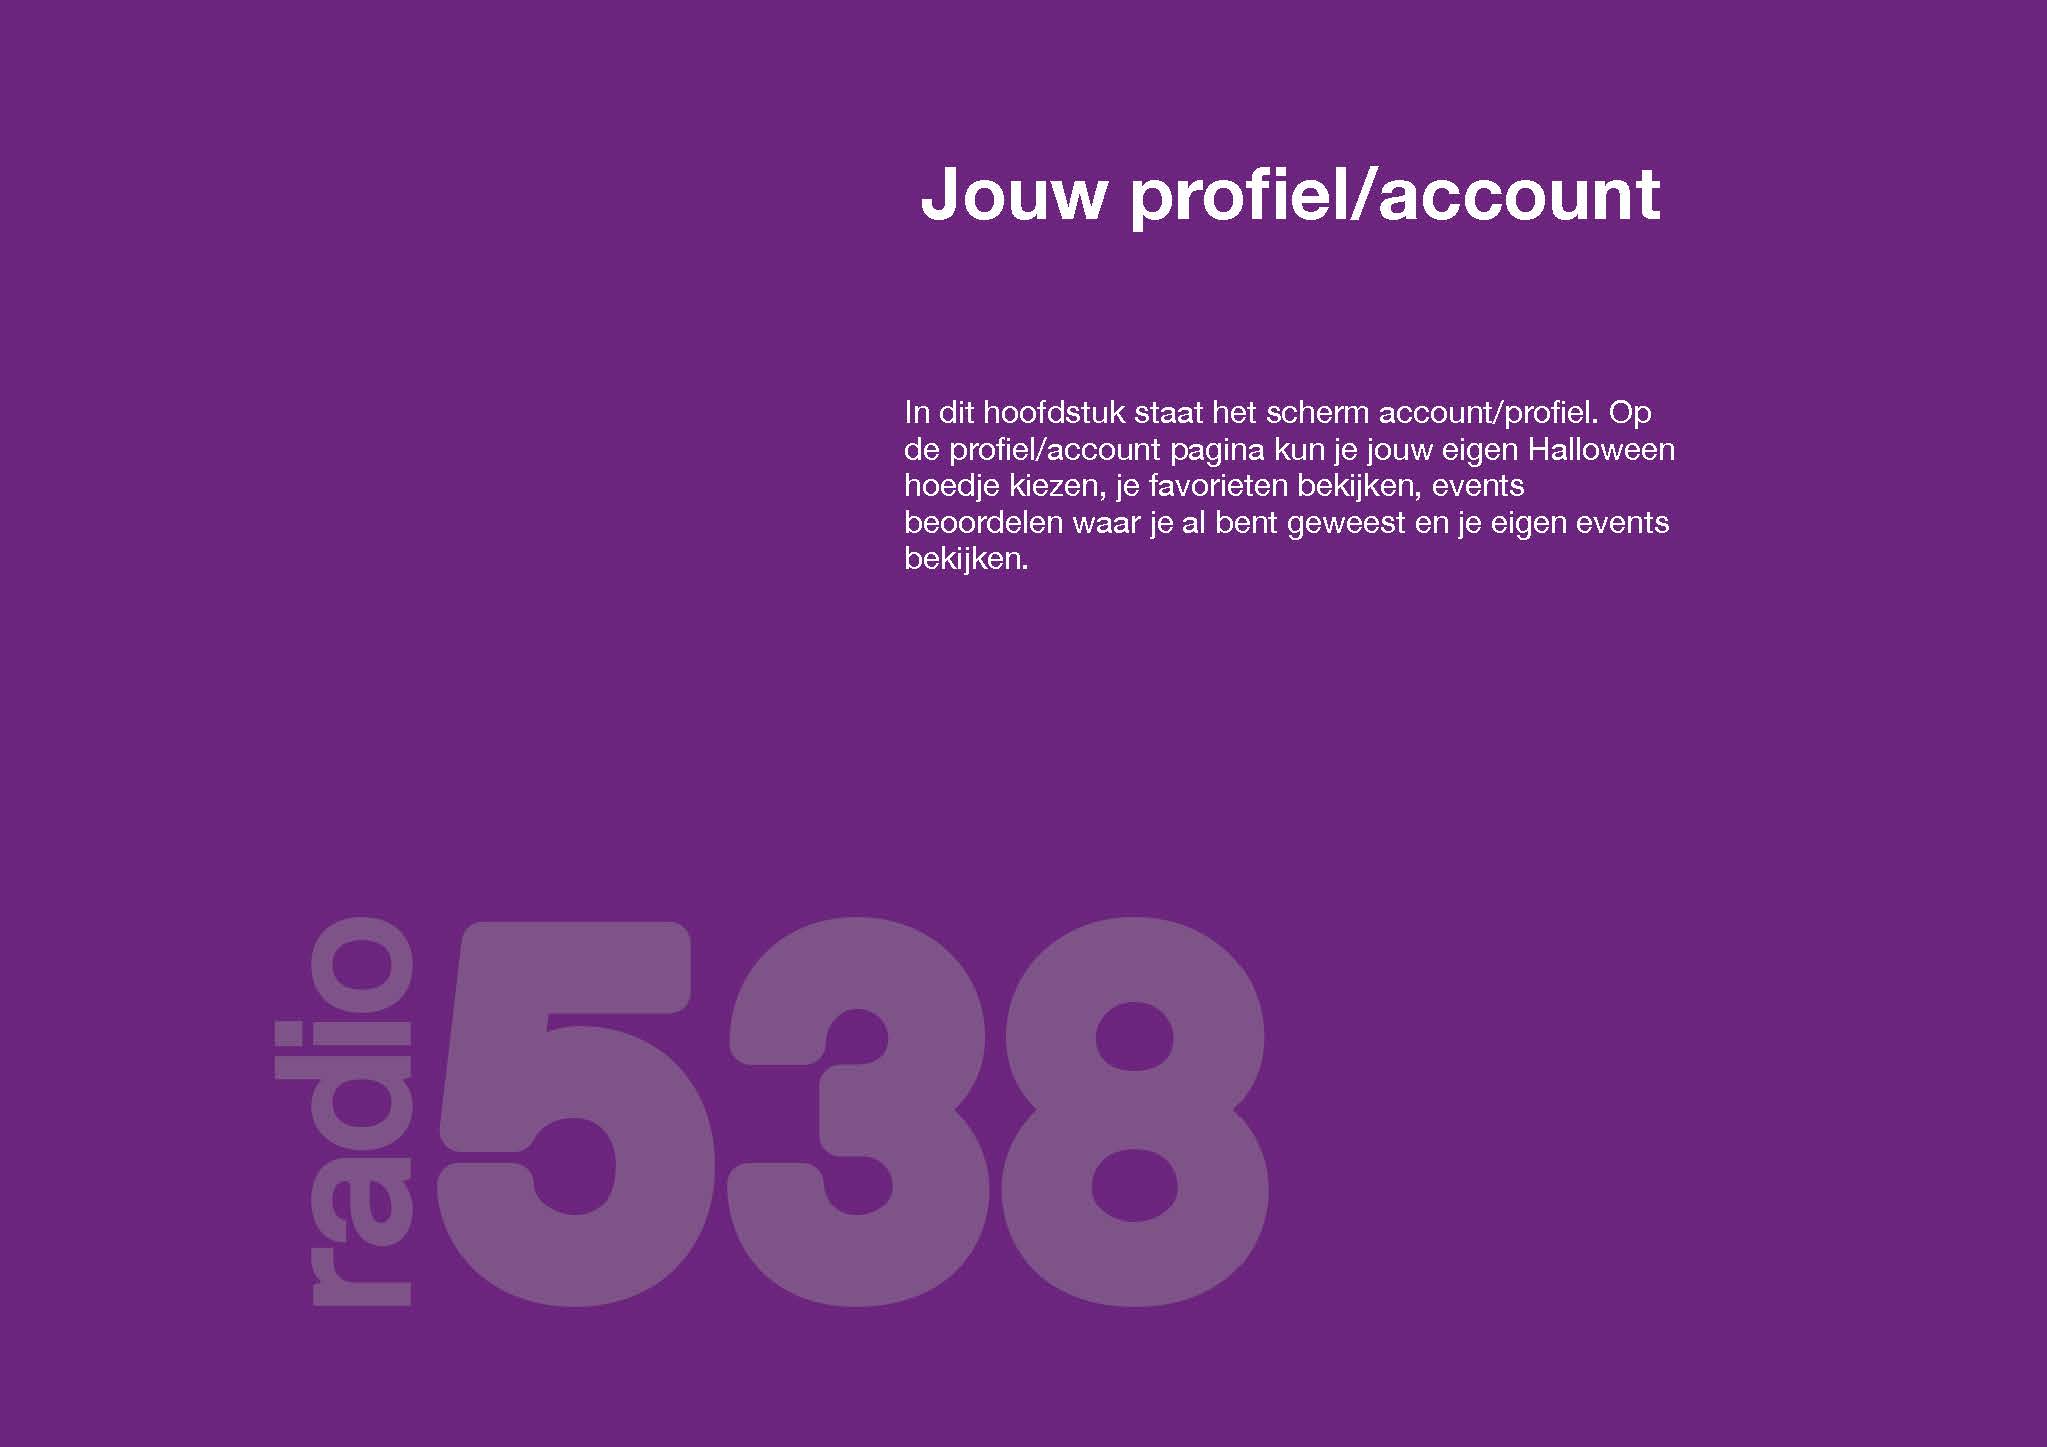 Jouw profiel/account
In dit hoofdstuk staat het scherm account/profiel. Op
de profiel/account pagina kun je jouw eigen Halloween
hoedje kiezen, je favorieten bekijken, events
beoordelen waar je al bent geweest en je eigen events
bekijken.
radio
538